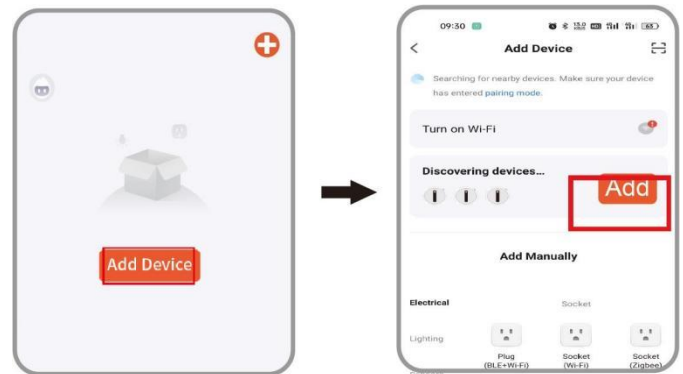 Add Device
09:30
Add Device
Searching for nearby devices. Make sure your device
has entered pairing mode.
Turn on Wi-Fi
Discovering devices...
Add
Add Manually
Electrical
Socket
Lighting
Plug
(BLE+Wi-Fi)
Socket
(Wi-Fi)
Socket
(Zigbee)